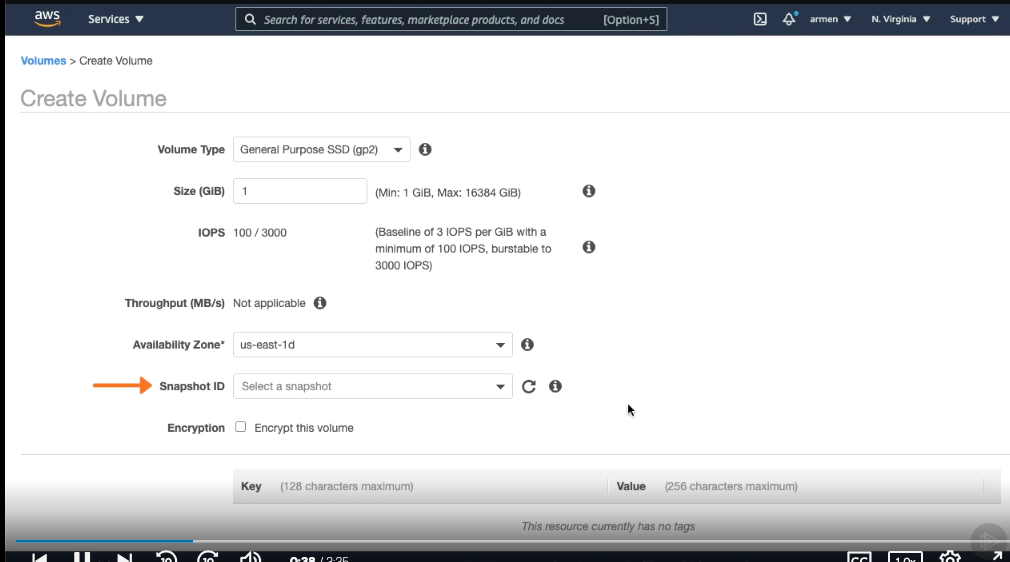 aws Services Search for services, features, marketplace products, and docs [Option+S] armen N. Virginia Support
Volumes > Create Volume
Create Volume
Volume Type General Purpose SSD (gp2)
Size (GiB) 1 (Min: 1 GiB, Max: 16384 GiB)
IOPS 100 / 3000 (Baseline of 3 IOPS per GiB with a
minimum of 100 IOPS, burstable to
3000 IOPS)
Throughput (MB/s) Not applicable
Availability Zone* us-east-1d
Snapshot ID Select a snapshot
Encryption Encrypt this volume
Key (128 characters maximum) Value (256 characters maximum)
This resource currently has no tags
10 10 0:38 / 3:35 CC 1.0x